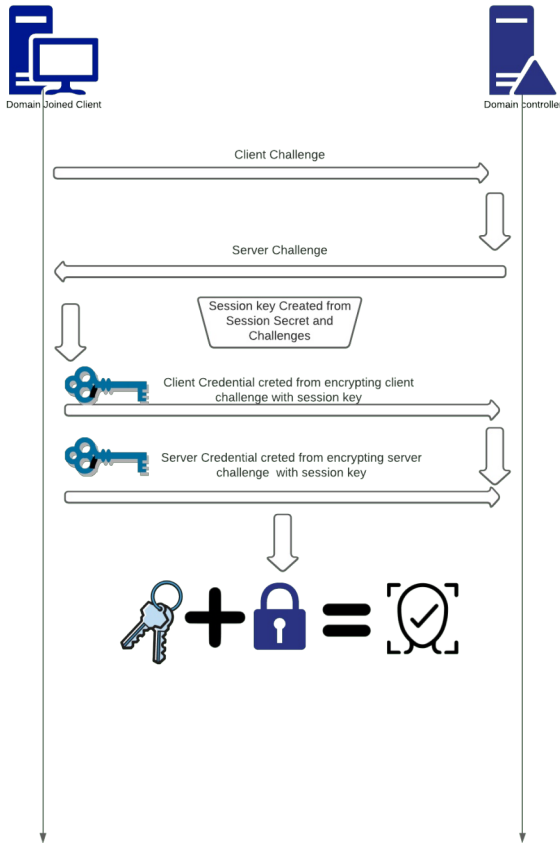 Domain Joined Client
Domain controller
Client Challenge
Server Challenge
Session key Created from
Session Secret and
Challenges
Client Credential creted from encrypting client
challenge with session key
Server Credential creted from encrypting server
challenge with session key